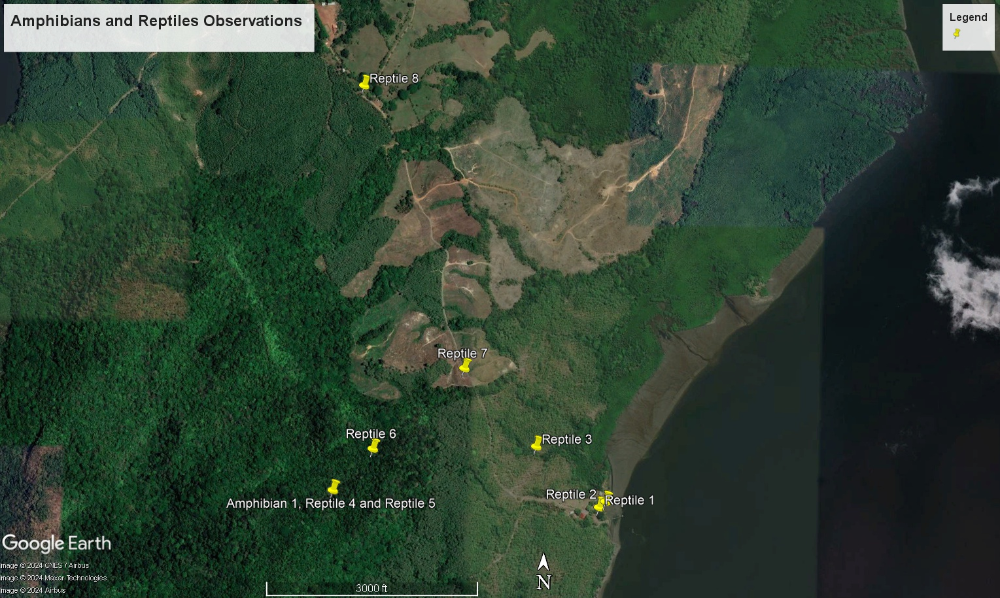 Amphibians and Reptiles Observations
Legend
Reptile 8
Reptile 7
Reptile 6
Reptile 3
Reptile 2
Reptile 1
Amphibian 1, Reptile 4 and Reptile 5
Google Earth
Image © 2024 CNES / Airbus
Image © 2024 Maxar Technologies
Image © 2024 Airbus
3000 ft
N